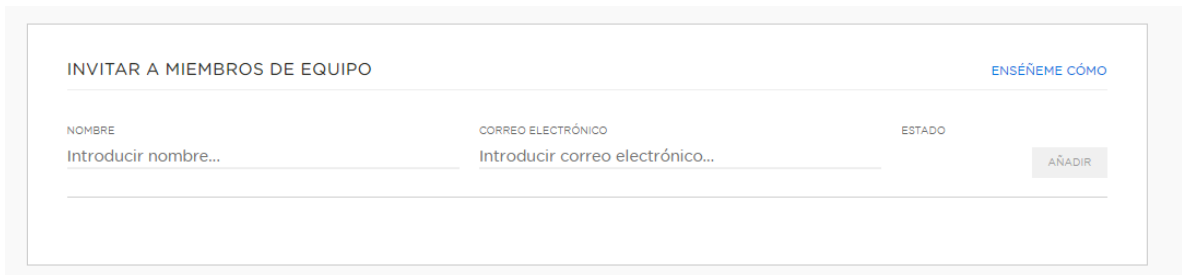 INVITAR A MIEMBROS DE EQUIPO
ENSÉÑEME CÓMO
NOMBRE
CORREO ELECTRÓNICO
ESTADO
Introducir nombre...
Introducir correo electrónico...
AÑADIR